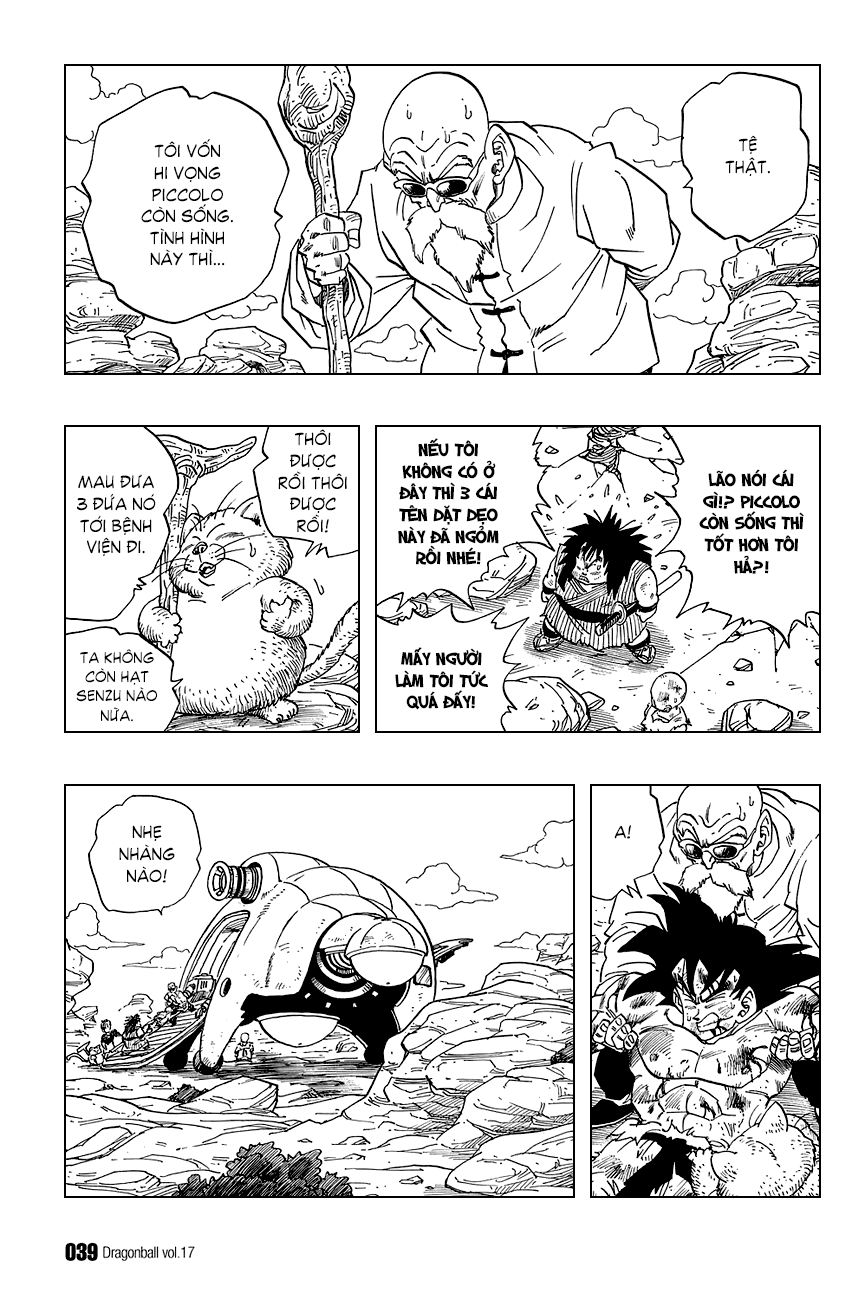 TỆ
THẬT.
TÔI VỐN
HI VỌNG
PICCOLO
CÒN SỐNG.
TÌNH HÌNH
NÀY THÌ...
LÃO NÓI CÁI
GÌ!? PICCOLO
CÒN SỐNG THÌ
TỐT HƠN TÔI
HẢ?!
NẾU TÔI
KHÔNG CÓ Ở
ĐÂY THÌ 3 CÁI
TÊN DẶT DẸO
NÀY ĐÃ NGỎM
RỒI NHÉ!
MẤY NGƯỜI
LÀM TÔI TỨC
QUÁ ĐẤY!
THÔI
ĐƯỢC
RỒI THÔI
ĐƯỢC
RỒI!
MAU ĐƯA
3 ĐỨA NÓ
TỚI BỆNH
VIỆN ĐI.
TA KHÔNG
CÒN HẠT
SENZU NÀO
NỮA.
A!
NHẸ
NHÀNG
NÀO!
039 Dragonball vol.17